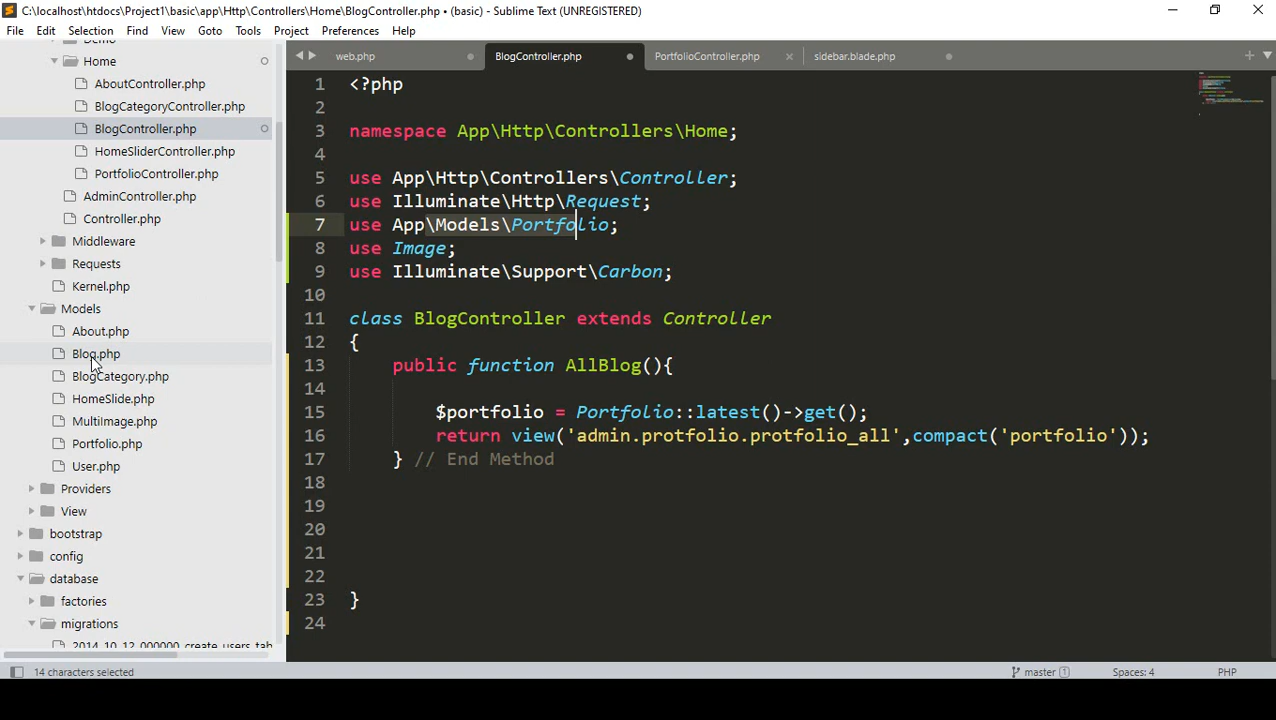 C:\localhost\htdocs\Project1\basic\app\Http\Controllers\Home\BlogController.php • (basic) - Sublime Text (UNREGISTERED)
File Edit Selection Find View Goto Tools Project Preferences Help
Demo
Home
AboutController.php
BlogCategoryController.php
BlogController.php
HomeSliderController.php
PortfolioController.php
AdminController.php
Controller.php
Middleware
Requests
Kernel.php
Models
About.php
Blog.php
BlogCategory.php
HomeSlide.php
MultiImage.php
Portfolio.php
User.php
Providers
View
bootstrap
config
database
factories
migrations
2014_10_12_000000_create_users_tab
web.php BlogController.php PortfolioController.php sidebar.blade.php
1 <?php
2
3 namespace App\Http\Controllers\Home;
4
5 use App\Http\Controllers\Controller;
6 use Illuminate\Http\Request;
7 use App\Models\Portfolio;
8 use Image;
9 use Illuminate\Support\Carbon;
10
11 class BlogController extends Controller
12 {
13 public function AllBlog(){
14
15 $portfolio = Portfolio::latest()->get();
16 return view('admin.protfolio.protfolio_all',compact('portfolio'));
17 } // End Method
18
19
20
21
22
23 }
24
14 characters selected master 1 Spaces: 4 PHP